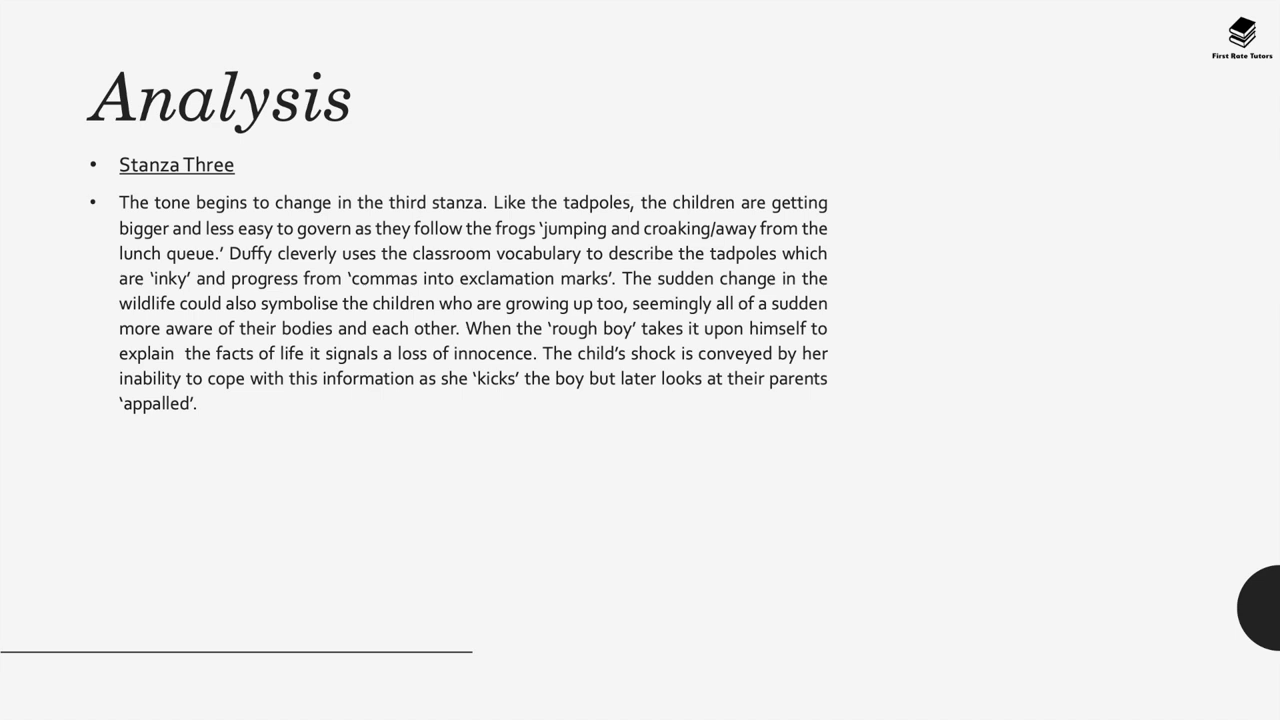 First Rate Tutors
Analysis
• Stanza Three
• The tone begins to change in the third stanza. Like the tadpoles, the children are getting
bigger and less easy to govern as they follow the frogs ‘jumping and croaking/away from the
lunch queue.’ Duffy cleverly uses the classroom vocabulary to describe the tadpoles which
are ‘inky’ and progress from ‘commas into exclamation marks’. The sudden change in the
wildlife could also symbolise the children who are growing up too, seemingly all of a sudden
more aware of their bodies and each other. When the ‘rough boy’ takes it upon himself to
explain  the facts of life it signals a loss of innocence. The child’s shock is conveyed by her
inability to cope with this information as she ‘kicks’ the boy but later looks at their parents
‘appalled’.